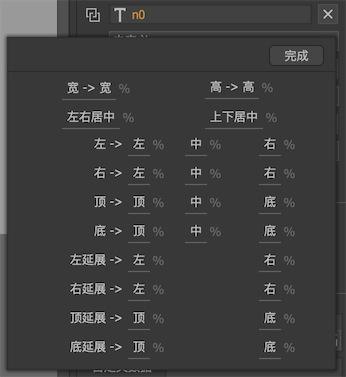 n0
完成
宽 -> 宽 % 高 -> 高 %
左右居中 % 上下居中 %
左 -> 左 % 中 % 右 %
右 -> 左 % 中 % 右 %
顶 -> 顶 % 中 % 底 %
底 -> 顶 % 中 % 底 %
左延展 -> 左 % 右 %
右延展 -> 左 % 右 %
顶延展 -> 顶 % 底 %
底延展 -> 顶 % 底 %